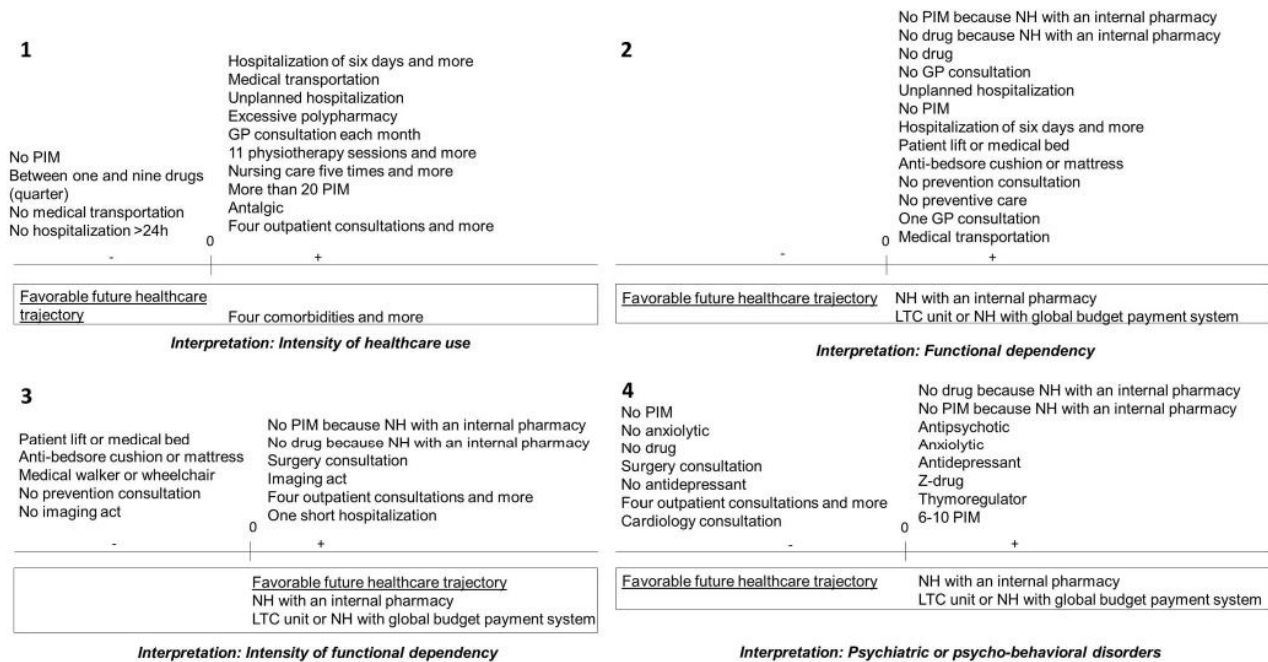 1
Hospitalization of six days and more
Medical transportation
Unplanned hospitalization
Excessive polypharmacy
GP consultation each month
11 physiotherapy sessions and more
Nursing care five times and more
More than 20 PIM
Antalgic
Four outpatient consultations and more
No PIM
Between one and nine drugs
(quarter)
No medical transportation
No hospitalization >24h
0
-
+
Favorable future healthcare
trajectory
Four comorbidities and more
Interpretation: Intensity of healthcare use
2
No PIM because NH with an internal pharmacy
No drug because NH with an internal pharmacy
No drug
No GP consultation
Unplanned hospitalization
No PIM
Hospitalization of six days and more
Patient lift or medical bed
Anti-bedsore cushion or mattress
No prevention consultation
No preventive care
One GP consultation
Medical transportation
0
-
+
Favorable future healthcare trajectory
NH with an internal pharmacy
LTC unit or NH with global budget payment system
Interpretation: Functional dependency
3
Patient lift or medical bed
Anti-bedsore cushion or mattress
Medical walker or wheelchair
No prevention consultation
No imaging act
No PIM because NH with an internal pharmacy
No drug because NH with an internal pharmacy
Surgery consultation
Imaging act
Four outpatient consultations and more
One short hospitalization
0
-
+
Favorable future healthcare trajectory
NH with an internal pharmacy
LTC unit or NH with global budget payment system
Interpretation: Intensity of functional dependency
4
No PIM
No anxiolytic
No drug
Surgery consultation
No antidepressant
Four outpatient consultations and more
Cardiology consultation
No drug because NH with an internal pharmacy
No PIM because NH with an internal pharmacy
Antipsychotic
Anxiolytic
Antidepressant
Z-drug
Thymoregulator
6-10 PIM
0
-
+
Favorable future healthcare trajectory
NH with an internal pharmacy
LTC unit or NH with global budget payment system
Interpretation: Psychiatric or psycho-behavioral disorders